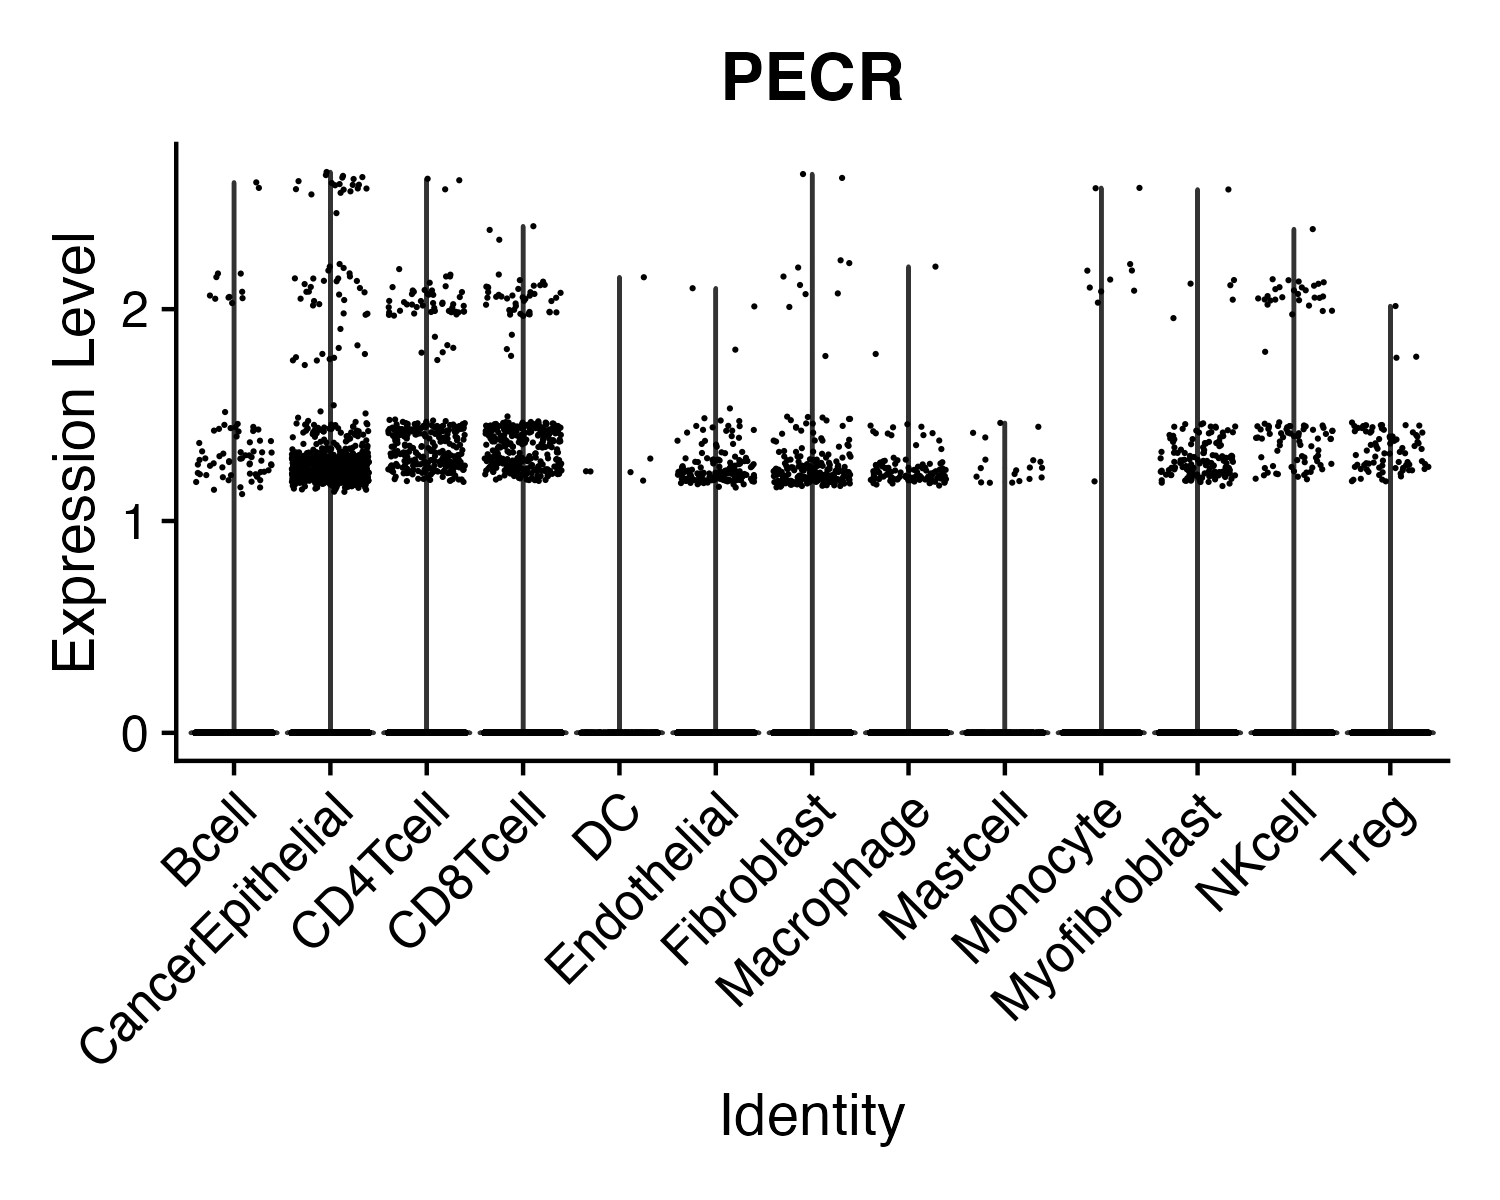 PECR
Expression Level
2
1
0
Bcell
CancerEpithelial
CD4Tcell
CD8Tcell
DC
Endothelial
Fibroblast
Macrophage
Mastcell
Monocyte
Myofibroblast
NKcell
Treg
Identity